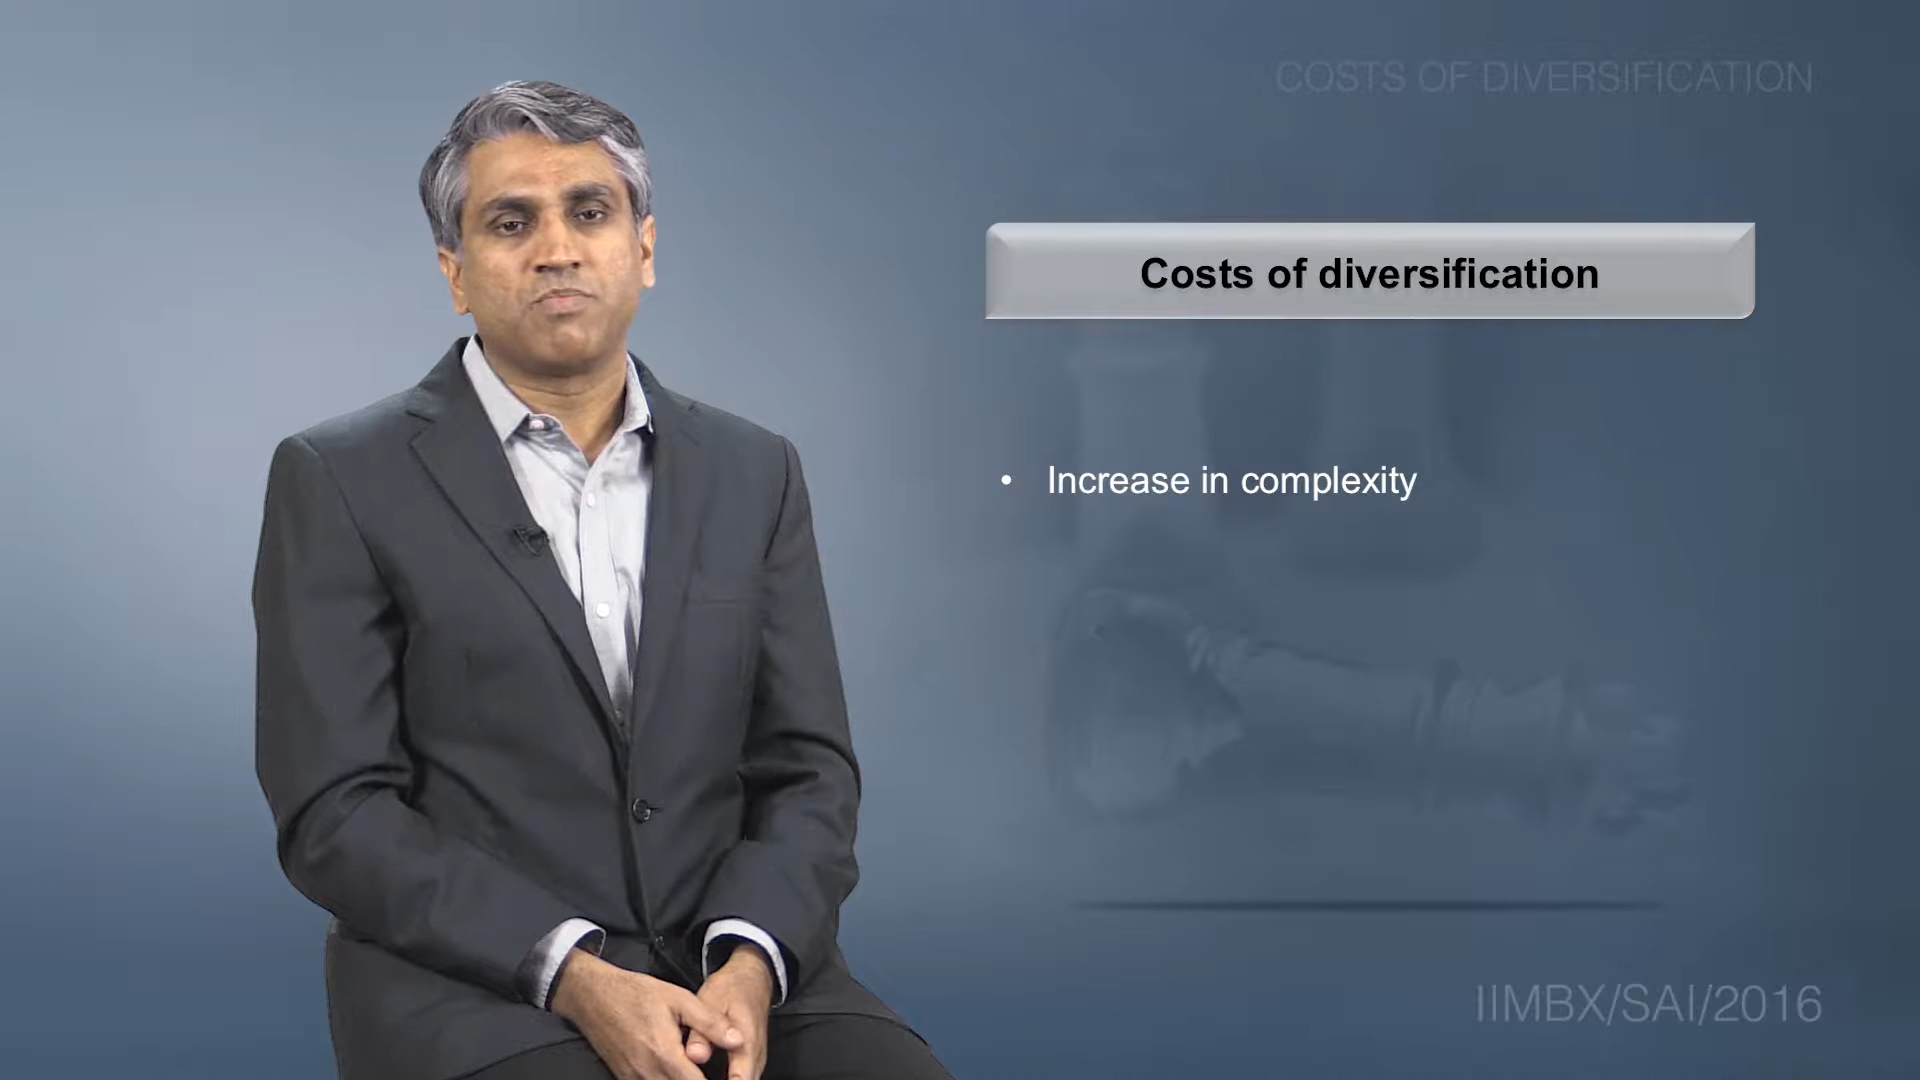 COSTS OF DIVERSIFICATION
Costs of diversification
• Increase in complexity
IIMBX/SAI/2016